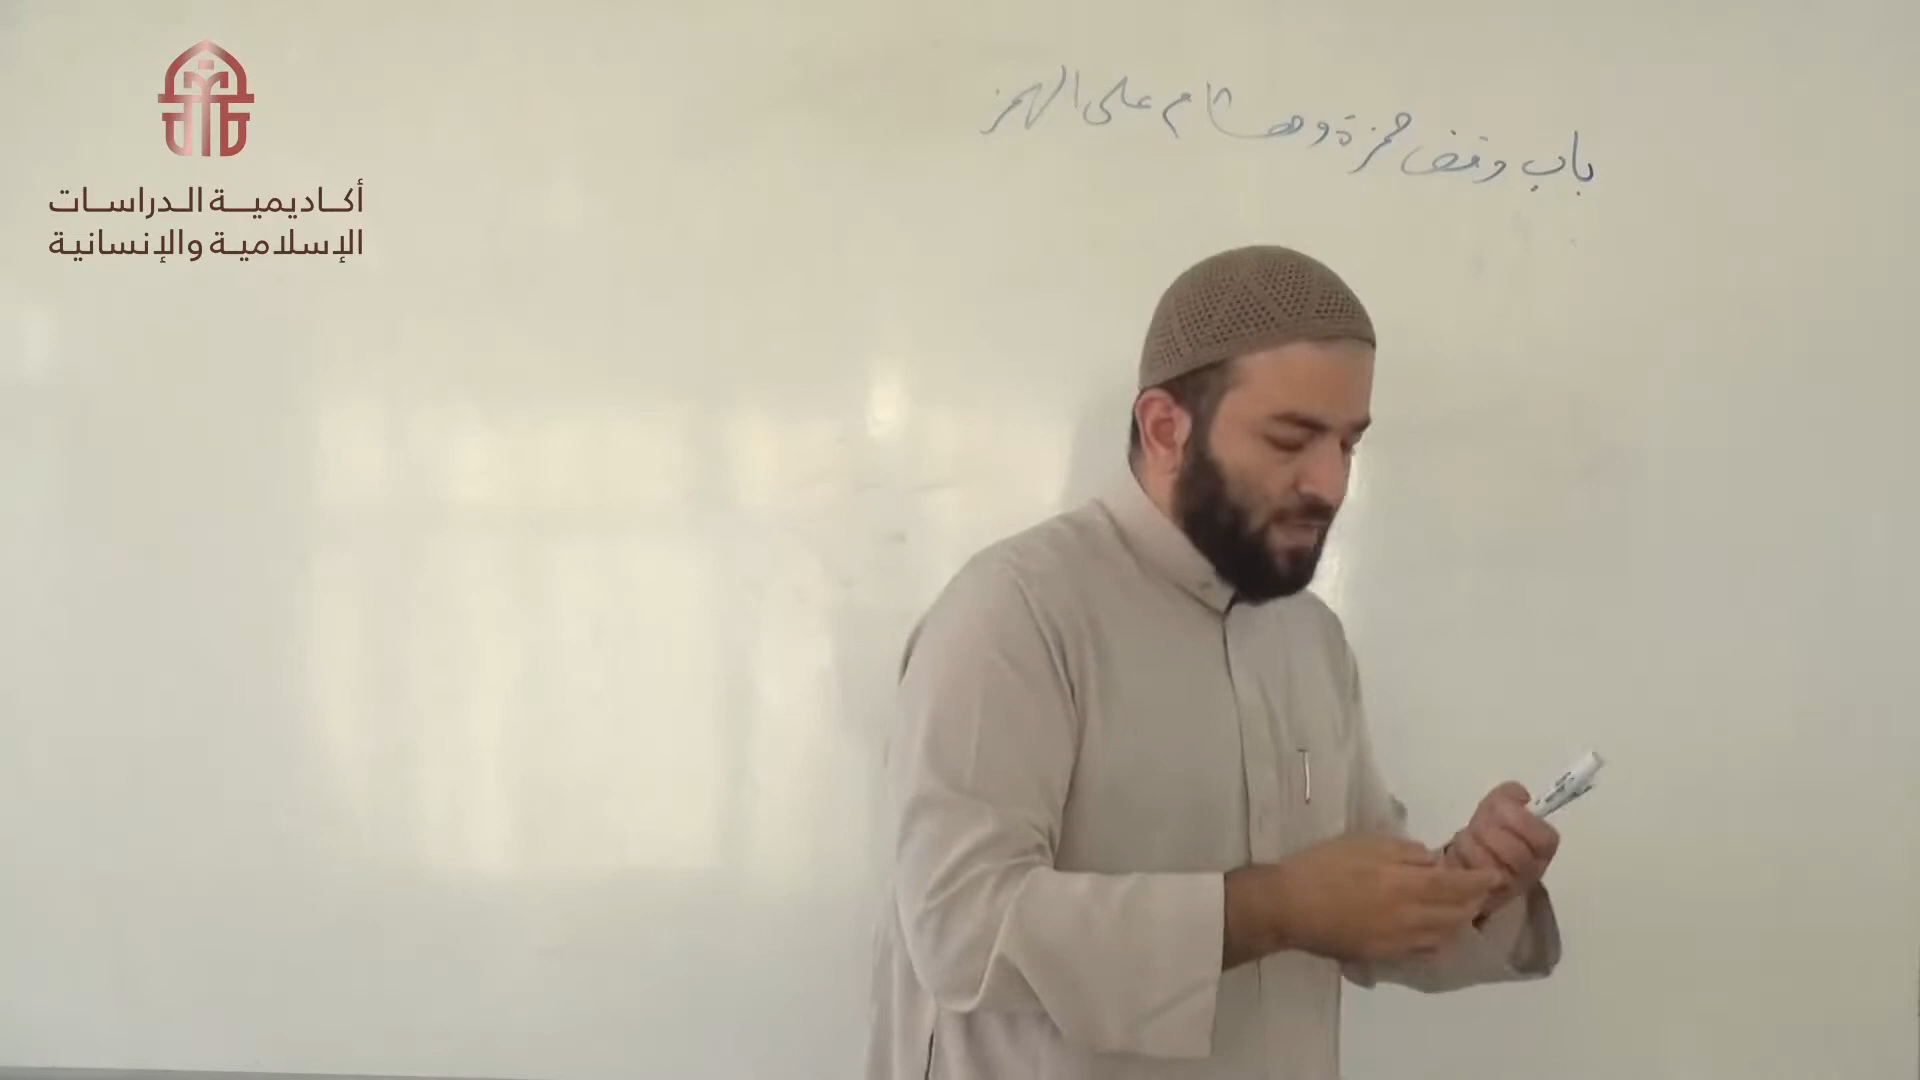 باب وقف حمزة وهشام على الهمز
أكاديمية الدراسات
الإسلامية والإنسانية